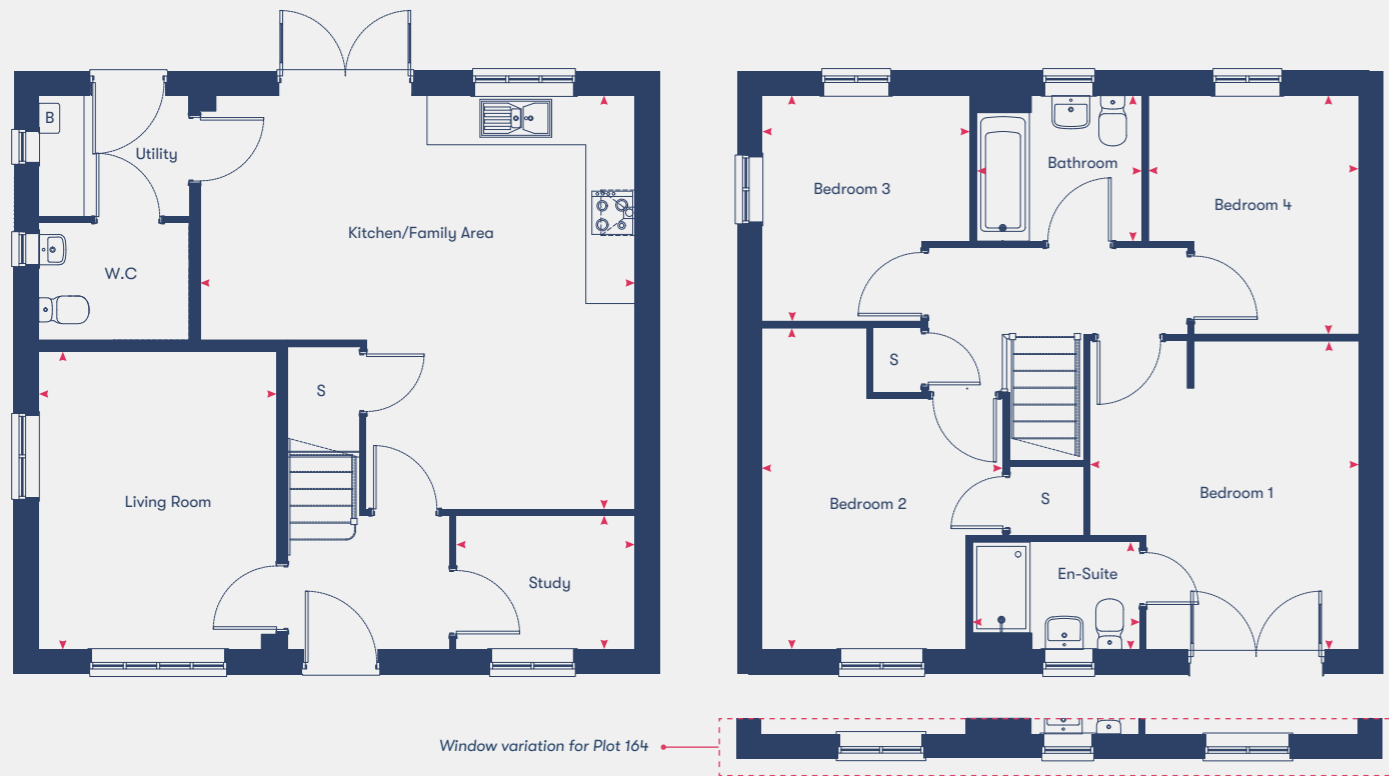 B
Utility
W.C
Kitchen/Family Area
S
Living Room
Study
Bedroom 3
Bathroom
Bedroom 4
S
Bedroom 2
S
Bedroom 1
En-Suite
Window variation for Plot 164